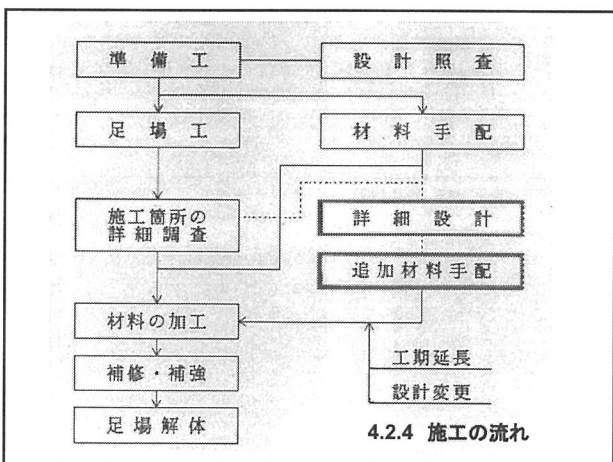 準備工
設計照査
足場工
材料手配
施工箇所の
詳細調査
詳細設計
追加材料手配
材料の加工
工期延長
補修・補強
設計変更
足場解体
4.2.4 施工の流れ